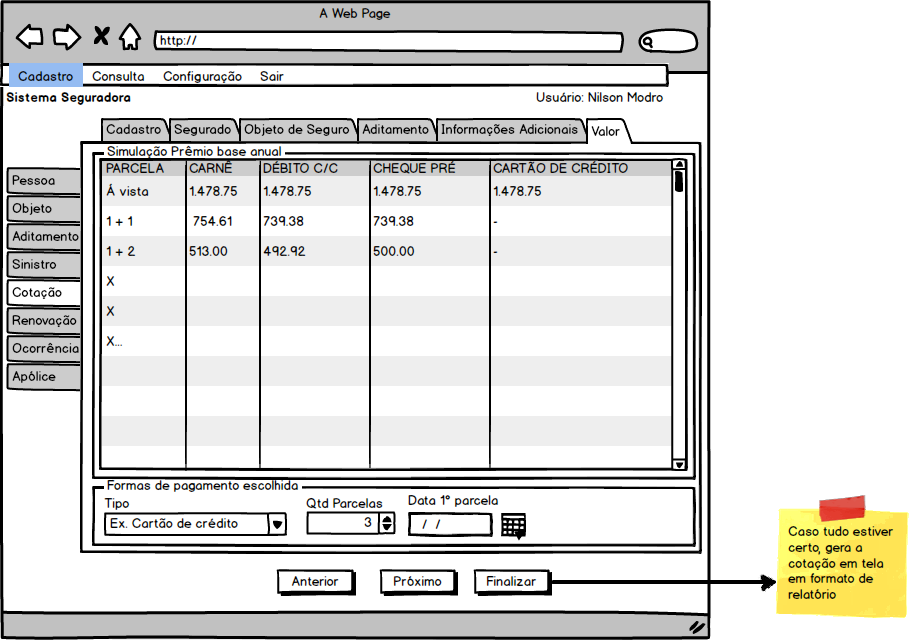 A Web Page
http://
Cadastro Consulta Configuração Sair
Sistema Seguradora Usuário: Nilson Modro
Cadastro Segurado Objeto de Seguro Aditamento Informações Adicionais Valor
Pessoa
Objeto
Aditamento
Sinistro
Cotação
Renovação
Ocorrência
Apólice
Simulação Prêmio base anual
PARCELA CARNÊ DÉBITO C/C CHEQUE PRÉ CARTÃO DE CRÉDITO
Á vista 1.478.75 1.478.75 1.478.75 1.478.75
1 + 1 754.61 739.38 739.38 -
1 + 2 513.00 492.92 500.00 -
X
X
X...
Formas de pagamento escolhida
Tipo Qtd Parcelas Data 1° parcela
Ex. Cartão de crédito 3 / /
Anterior Próximo Finalizar
Caso tudo estiver
certo, gera a
cotação em tela
em formato de
relatório